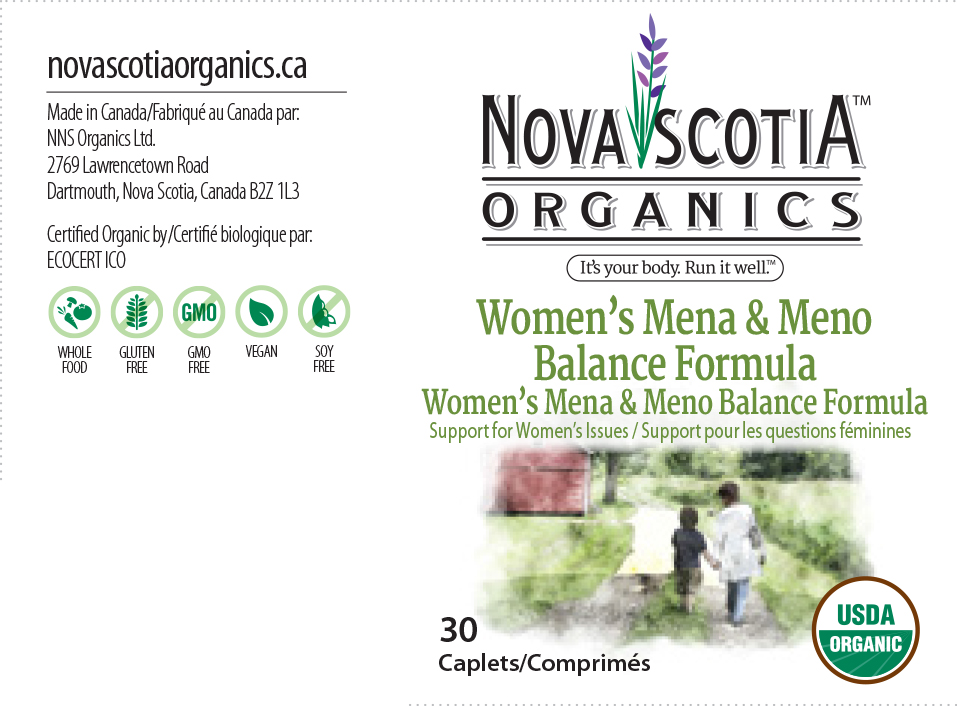 novascotiaorganics.ca
Made in Canada/Fabriqué au Canada par:
NNS Organics Ltd.
2769 Lawrencetown Road
Dartmouth, Nova Scotia, Canada B2Z 1L3
Certified Organic by/Certifié biologique par:
ECOCERT ICO
GMO
WHOLE
FOOD
GLUTEN
FREE
GMO
FREE
VEGAN
SOY
FREE
NOVA SCOTIA™
ORGANICS
It's your body. Run it well.™
Women's Mena & Meno
Balance Formula
Women's Mena & Meno Balance Formula
Support for Women's Issues / Support pour les questions féminines
30
Caplets/Comprimés
USDA
ORGANIC